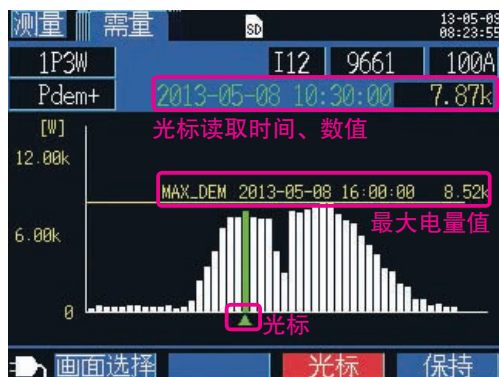 测量 需量 SD 13-05-09
08:23:55
1P3W I12 9661 100A
Pdem+ 2013-05-08 10:30:00 7.87k
[W] 光标读取时间、数值
12.00k
MAX_DEM 2013-05-08 16:00:00 8.52k
最大电量值
6.00k
0
光标
画面选择 光标 保持